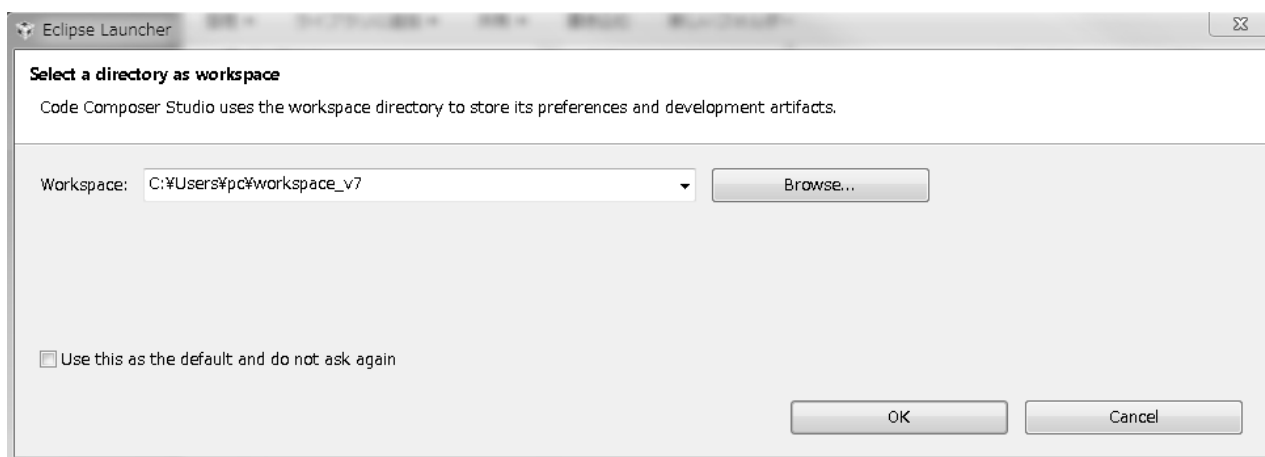 Eclipse Launcher
Select a directory as workspace
Code Composer Studio uses the workspace directory to store its preferences and development artifacts.
Workspace: C:¥Users¥pc¥workspace_v7 Browse...
Use this as the default and do not ask again
OK Cancel